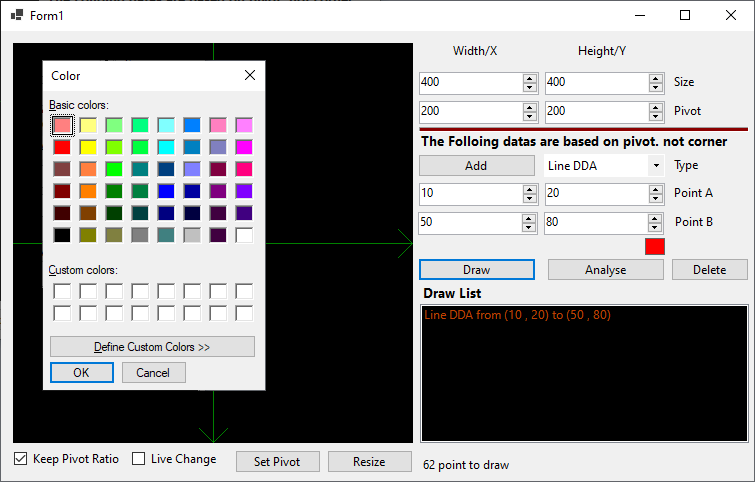 Form1
Color
Basic colors:
Custom colors:
Define Custom Colors >>
OK
Cancel
Keep Pivot Ratio
Live Change
Set Pivot
Resize
Width/X
Height/Y
400
400
Size
200
200
Pivot
The Folloing datas are based on pivot. not corner
Add
Line DDA
Type
10
20
Point A
50
80
Point B
Draw
Analyse
Delete
Draw List
Line DDA from (10 , 20) to (50 , 80)
62 point to draw